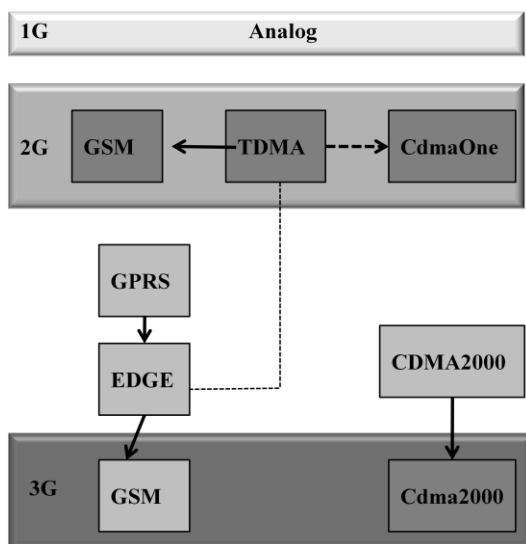 1G
Analog
2G
GSM
TDMA
CdmaOne
GPRS
EDGE
CDMA2000
3G
GSM
Cdma2000